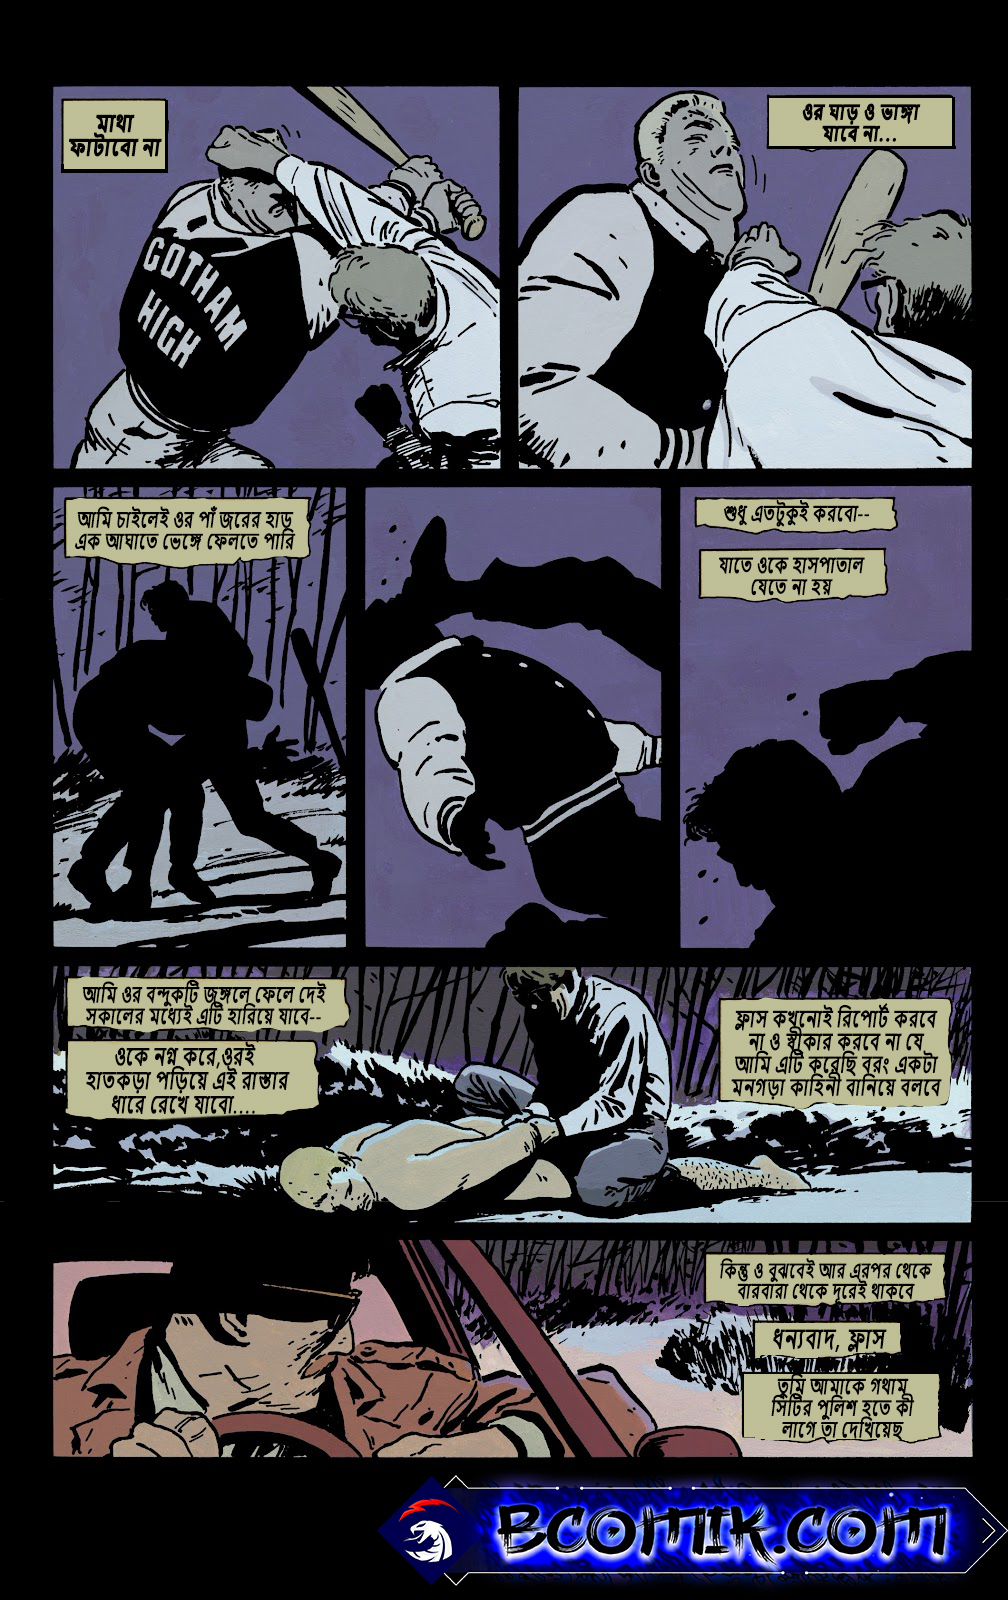 মাথা
ফাটাবো না
ওর ঘাড় ও ভাঙ্গা
যাবে না...
GOTHAM
HIGH
আমি চাইলেই ওর পাঁ জরের হাড়
এক আঘাতে ভেঙ্গে ফেলতে পারি
শুধু এতটুকুই করবো--
যাতে ওকে হাসপাতাল
যেতে না হয়
আমি ওর বন্দুকটি জঙ্গলে ফেলে দেই
সকালের মধ্যেই এটি হারিয়ে যাবে--
ওকে নগ্ন করে,ওরই
হাতকড়া পড়িয়ে এই রাস্তার
ধারে রেখে যাবো....
ফ্লাস কখনোই রিপোর্ট করবে
না ও স্বীকার করবে না যে
আমি এটি করেছি বরং একটা
মনগড়া কাহিনী বানিয়ে বলবে
কিন্তু ও বুঝবেই আর এরপর থেকে
বারবারা থেকে দূরেই থাকবে
ধন্যবাদ, ফ্লাস
তুমি আমাকে গথাম
সিটির পুলিশ হতে কী
লাগে তা দেখিয়েছ
BCOMIK.COM